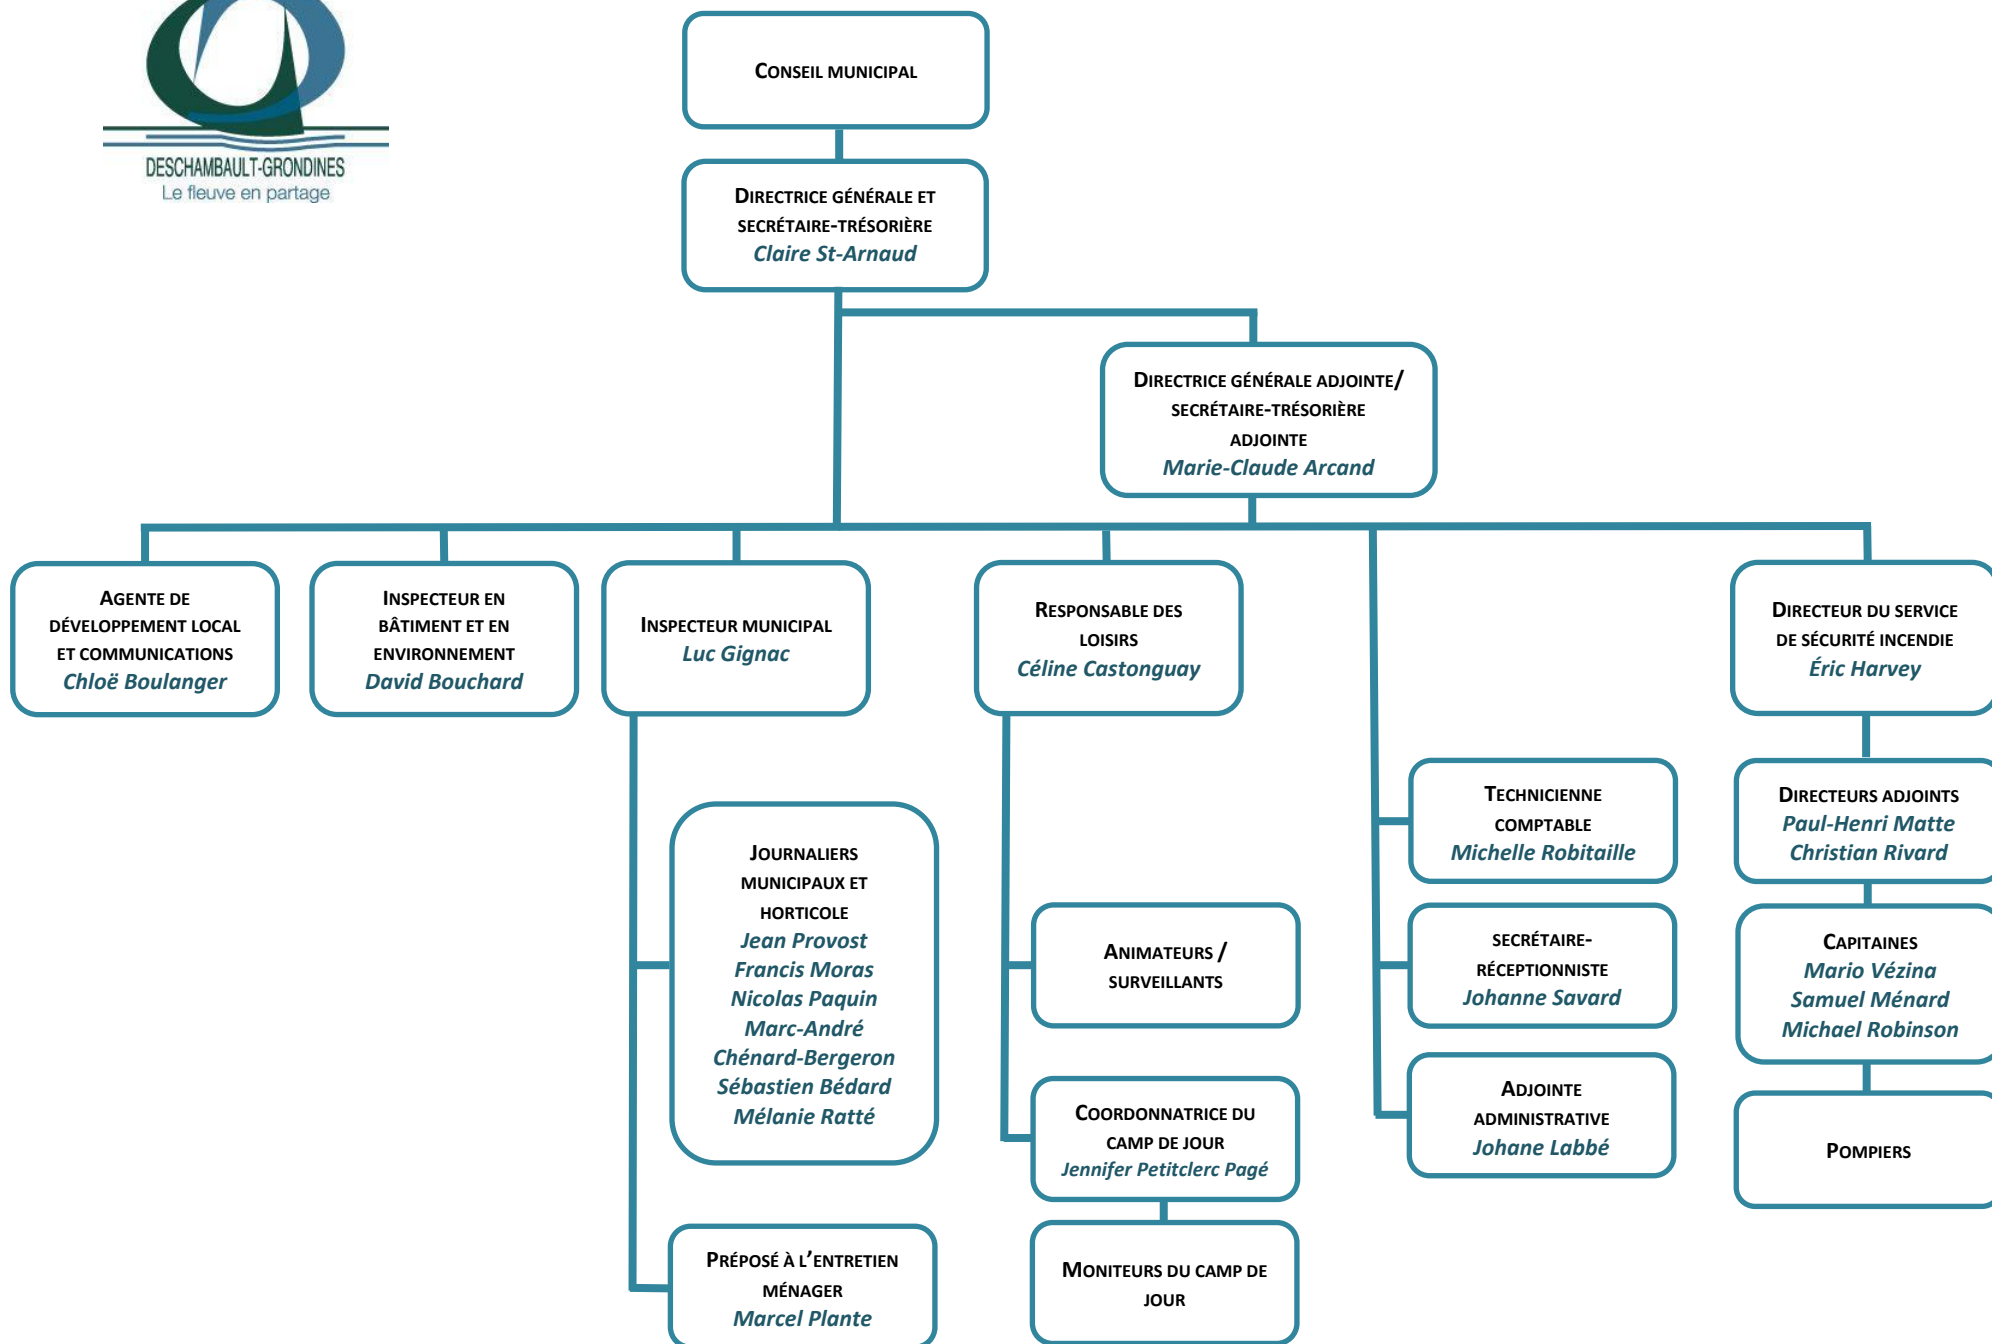 DESCHAMBAULT-GRONDINES
Le fleuve en partage
CONSEIL MUNICIPAL
DIRECTRICE GÉNÉRALE ET
SECRÉTAIRE-TRÉSORIÈRE
Claire St-Arnaud
DIRECTRICE GÉNÉRALE ADJOINTE/
SECRÉTAIRE-TRÉSORIÈRE
ADJOINTE
Marie-Claude Arcand
AGENTE DE
DÉVELOPPEMENT LOCAL
ET COMMUNICATIONS
Chloë Boulanger
INSPECTEUR EN
BÂTIMENT ET EN
ENVIRONNEMENT
David Bouchard
INSPECTEUR MUNICIPAL
Luc Gignac
RESPONSABLE DES
LOISIRS
Céline Castonguay
DIRECTEUR DU SERVICE
DE SÉCURITÉ INCENDIE
Éric Harvey
JOURNALIERS
MUNICIPAUX ET
HORTICOLE
Jean Provost
Francis Moras
Nicolas Paquin
Marc-André
Chénard-Bergeron
Sébastien Bédard
Mélanie Ratté
PRÉPOSÉ À L'ENTRETIEN
MÉNAGER
Marcel Plante
ANIMATEURS /
SURVEILLANTS
COORDONNATRICE DU
CAMP DE JOUR
Jennifer Petitclerc Pagé
MONITEURS DU CAMP DE
JOUR
TECHNICIENNE
COMPTABLE
Michelle Robitaille
SECRÉTAIRE-
RÉCEPTIONNISTE
Johanne Savard
ADJOINTE
ADMINISTRATIVE
Johane Labbé
DIRECTEURS ADJOINTS
Paul-Henri Matte
Christian Rivard
CAPITAINES
Mario Vézina
Samuel Ménard
Michael Robinson
POMPIERS